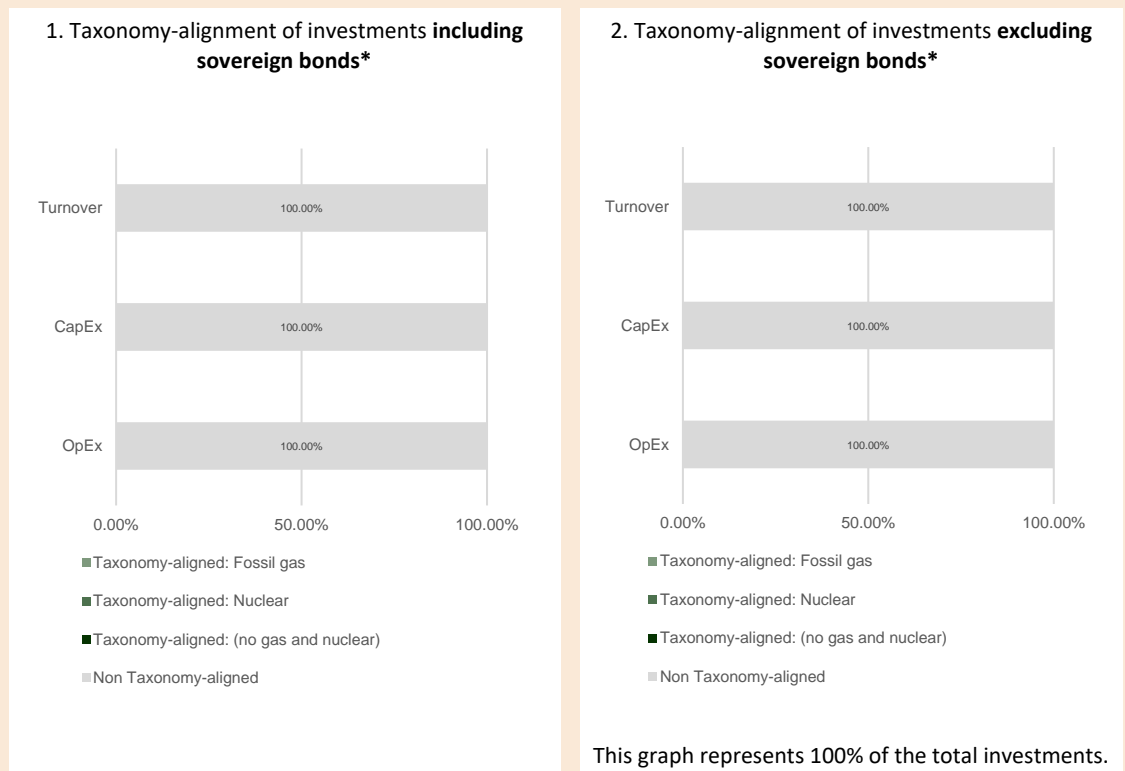 1. Taxonomy-alignment of investments including
sovereign bonds*
Turnover
100.00%
CapEx
100.00%
OpEx
100.00%
0.00%
50.00%
100.00%
Taxonomy-aligned: Fossil gas
Taxonomy-aligned: Nuclear
Taxonomy-aligned: (no gas and nuclear)
Non Taxonomy-aligned
2. Taxonomy-alignment of investments excluding
sovereign bonds*
Turnover
100.00%
CapEx
100.00%
OpEx
100.00%
0.00%
50.00%
100.00%
Taxonomy-aligned: Fossil gas
Taxonomy-aligned: Nuclear
Taxonomy-aligned: (no gas and nuclear)
Non Taxonomy-aligned
This graph represents 100% of the total investments.